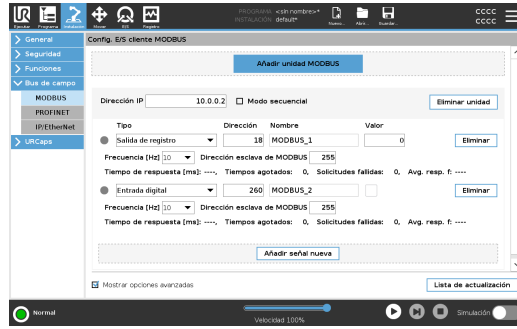 PROGRAMA <sin nombre>*
INSTALACIÓN default*
CCCC
CCCC
Ejecutar Programa Instalación Mover E/S Registro Nuevo... Abrir... Guardar...
General
Config. E/S cliente MODBUS
Seguridad
Funciones
Bus de campo
MODBUS
PROFINET
IP/EtherNet
URCaps
Añadir unidad MODBUS
Dirección IP 10.0.0.2 Modo secuencial Eliminar unidad
Tipo Dirección Nombre Valor
Salida de registro 18 MODBUS_1 0 Eliminar
Frecuencia [Hz] 10 Dirección esclava de MODBUS 255
Tiempo de respuesta [ms]: ----, Tiempos agotados: 0, Solicitudes fallidas: 0, Avg. resp. f: ----
Entrada digital 260 MODBUS_2 Eliminar
Frecuencia [Hz] 10 Dirección esclava de MODBUS 255
Tiempo de respuesta [ms]: ----, Tiempos agotados: 0, Solicitudes fallidas: 0, Avg. resp. f: ----
Añadir señal nueva
Mostrar opciones avanzadas Lista de actualización
Normal
Velocidad 100%
Simulación